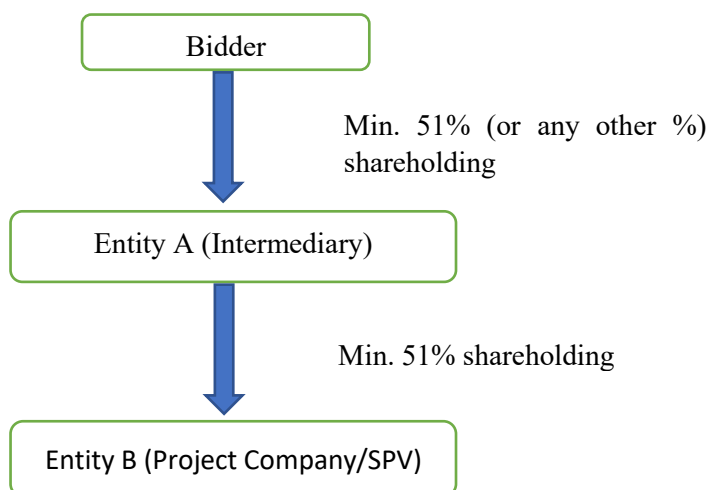 Bidder
Min. 51% (or any other %)
shareholding
Entity A (Intermediary)
Min. 51% shareholding
Entity B (Project Company/SPV)